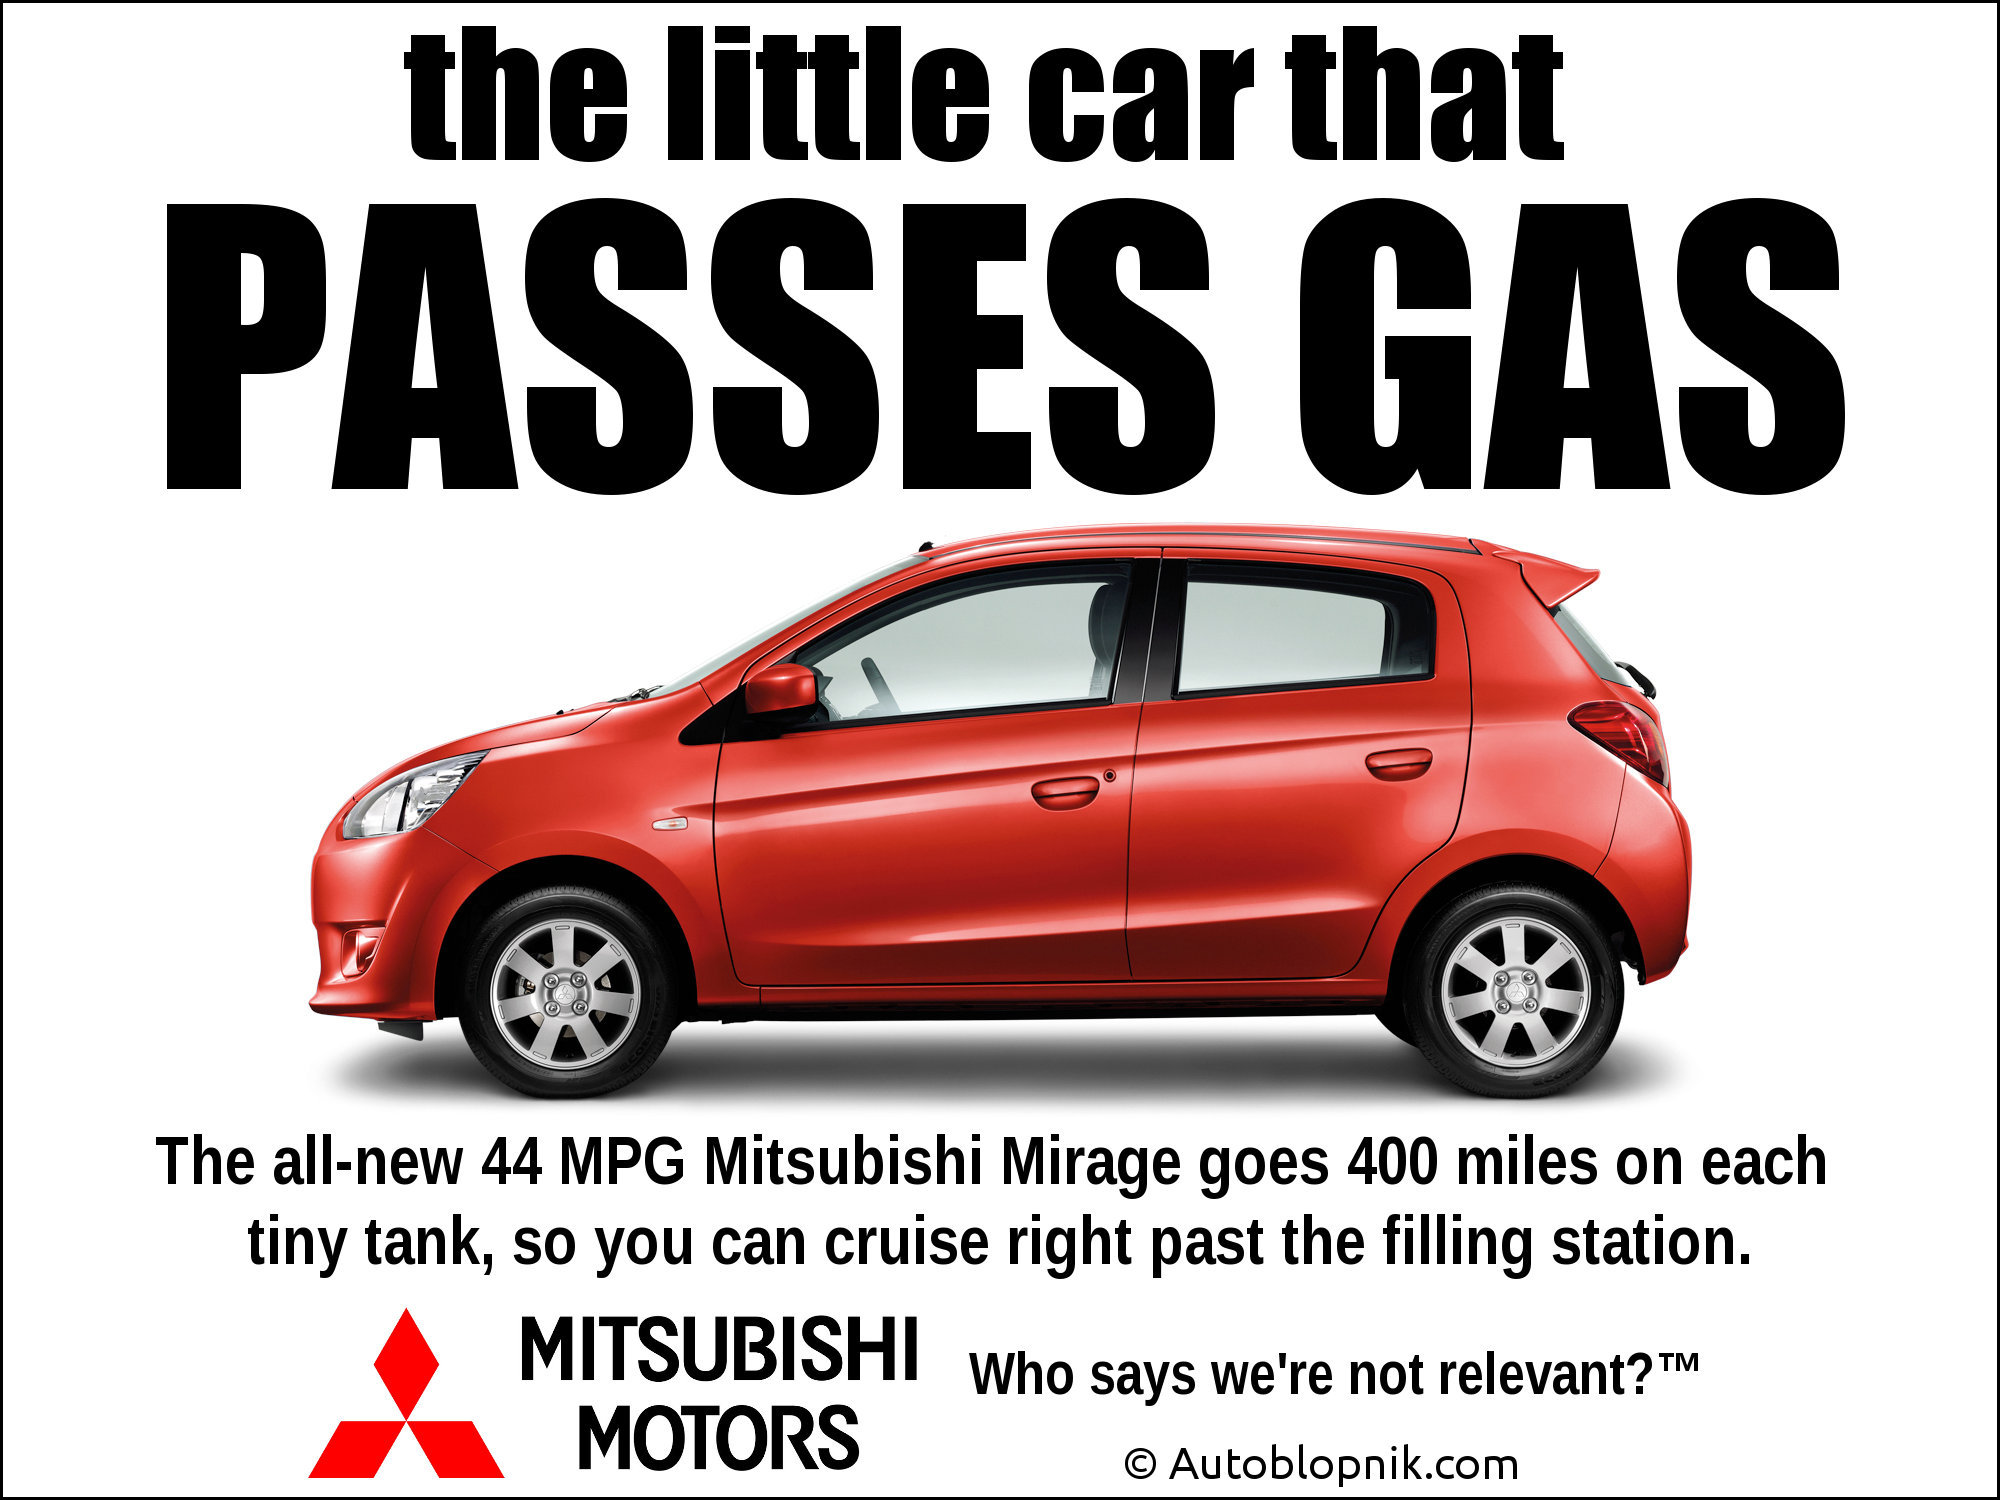 the little car that
PASSES GAS
The all-new 44 MPG Mitsubishi Mirage goes 400 miles on each
tiny tank, so you can cruise right past the filling station.
MITSUBISHI
MOTORS
Who says we're not relevant?™
© Autoblopnik.com